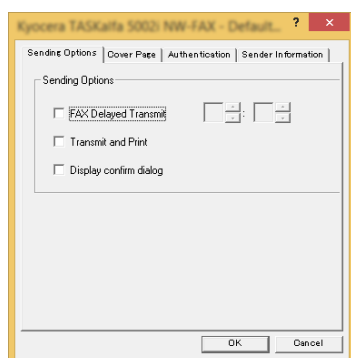 Kyocera TASKalfa 5002i NW-FAX - Default... ?
Sending Options Cover Page Authentication Sender Information
Sending Options
FAX Delayed Transmit :
Transmit and Print
Display confirm dialog
OK Cancel